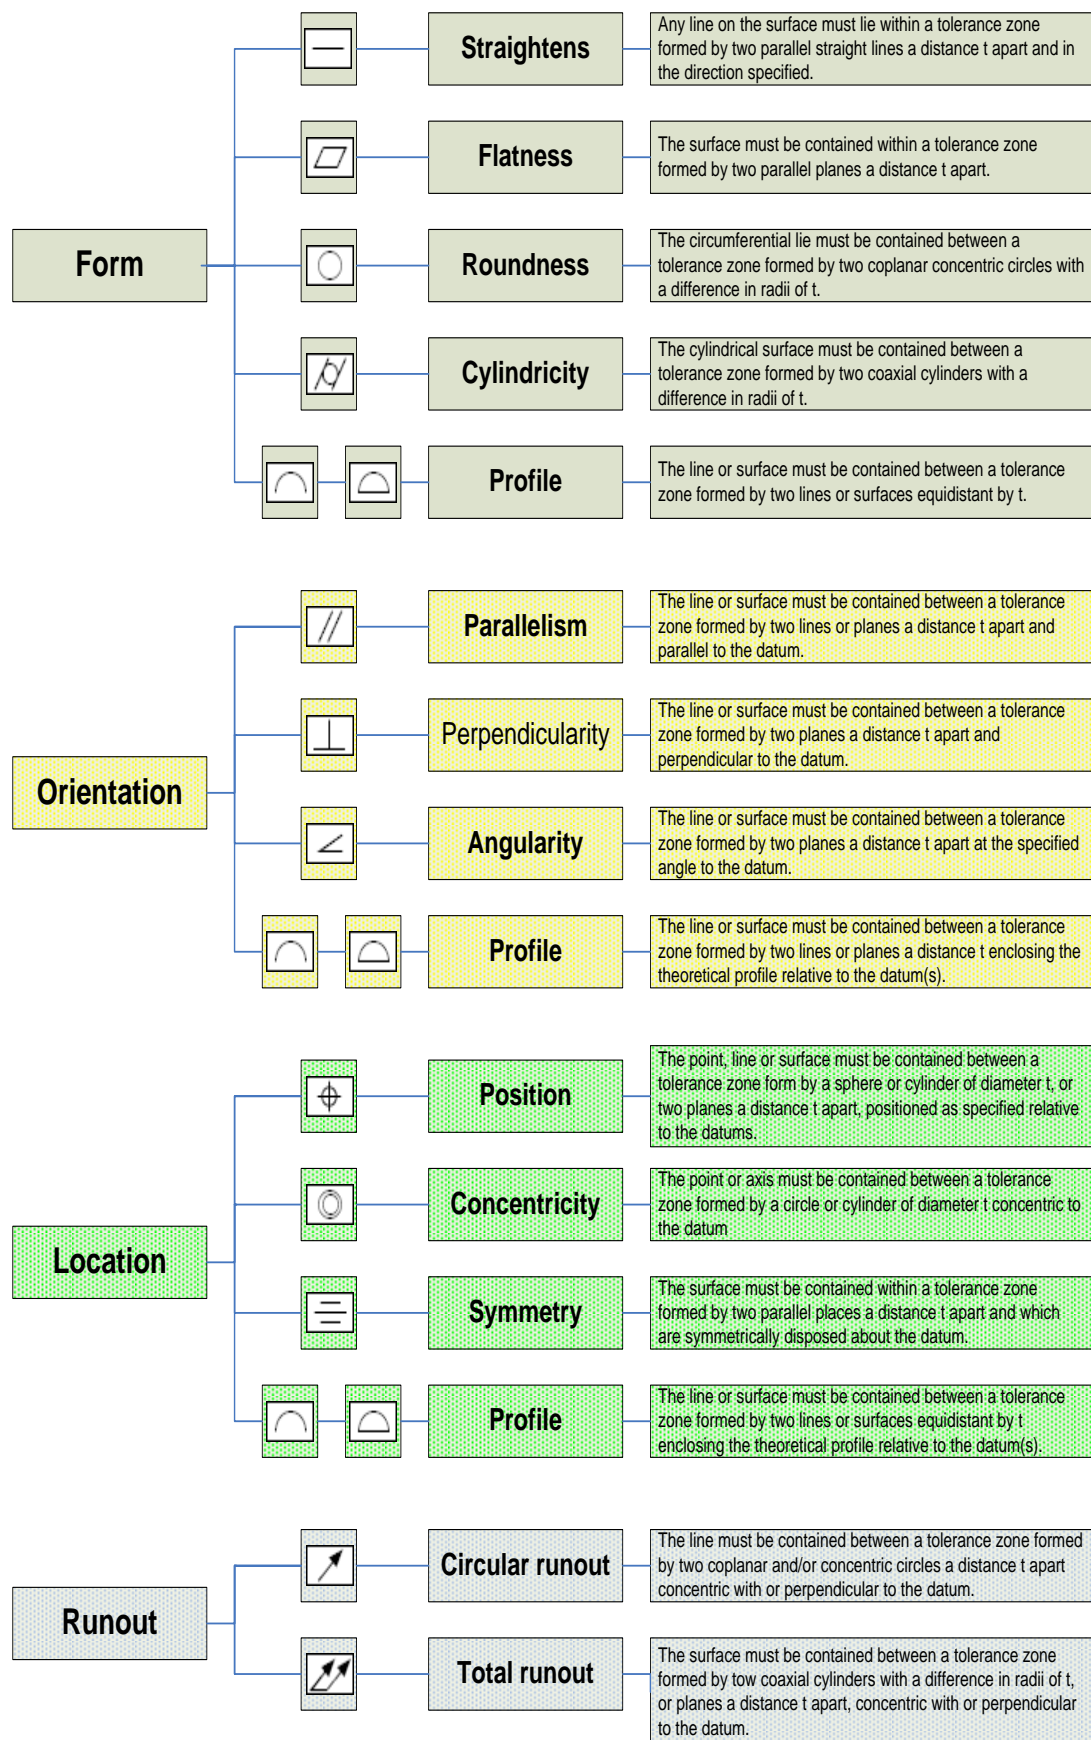 Form
Straightens
Any line on the surface must lie within a tolerance zone
formed by two parallel straight lines a distance t apart and in
the direction specified.
Flatness
The surface must be contained within a tolerance zone
formed by two parallel planes a distance t apart.
Roundness
The circumferential lie must be contained between a
tolerance zone formed by two coplanar concentric circles with
a difference in radii of t.
Cylindricity
The cylindrical surface must be contained between a
tolerance zone formed by two coaxial cylinders with a
difference in radii of t.
Profile
The line or surface must be contained between a tolerance
zone formed by two lines or surfaces equidistant by t.
Orientation
Parallelism
The line or surface must be contained between a tolerance
zone formed by two lines or planes a distance t apart and
parallel to the datum.
Perpendicularity
The line or surface must be contained between a tolerance
zone formed by two planes a distance t apart and
perpendicular to the datum.
Angularity
The line or surface must be contained between a tolerance
zone formed by two planes a distance t apart at the specified
angle to the datum.
Profile
The line or surface must be contained between a tolerance
zone formed by two lines or planes a distance t enclosing the
theoretical profile relative to the datum(s).
Location
Position
The point, line or surface must be contained between a
tolerance zone form by a sphere or cylinder of diameter t, or
two planes a distance t apart, positioned as specified relative
to the datums.
Concentricity
The point or axis must be contained between a tolerance
zone formed by a circle or cylinder of diameter t concentric to
the datum
Symmetry
The surface must be contained within a tolerance zone
formed by two parallel places a distance t apart and which
are symmetrically disposed about the datum.
Profile
The line or surface must be contained between a tolerance
zone formed by two lines or surfaces equidistant by t
enclosing the theoretical profile relative to the datum(s).
Runout
Circular runout
The line must be contained between a tolerance zone formed
by two coplanar and/or concentric circles a distance t apart
concentric with or perpendicular to the datum.
Total runout
The surface must be contained between a tolerance zone
formed by tow coaxial cylinders with a difference in radii of t,
or planes a distance t apart, concentric with or perpendicular
to the datum.